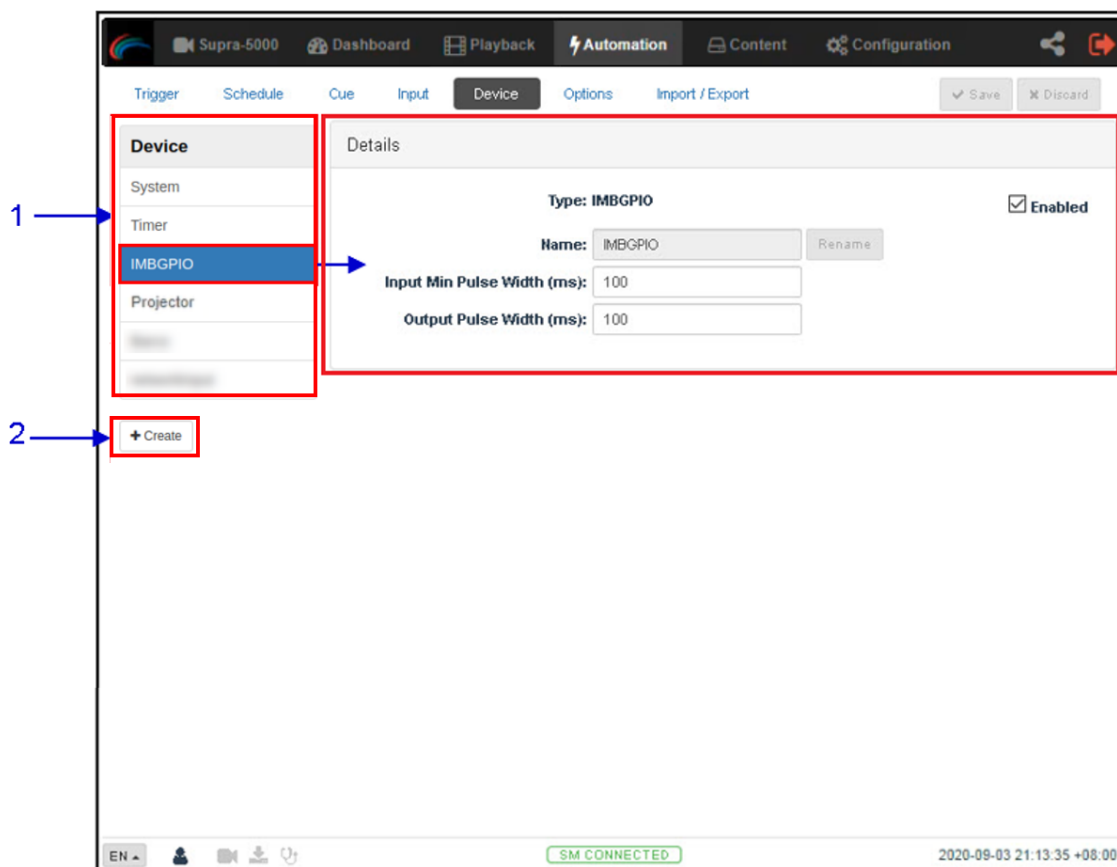 Supra-5000 Dashboard Playback Automation Content Configuration
Trigger Schedule Cue Input Device Options Import / Export Save Discard
Device
System
Timer
IMBGPIO
Projector
1
Details
Type: IMBGPIO
Enabled
Name: IMBGPIO Rename
Input Min Pulse Width (ms): 100
Output Pulse Width (ms): 100
2
+ Create
EN
SM CONNECTED
2020-09-03 21:13:35 +08:00